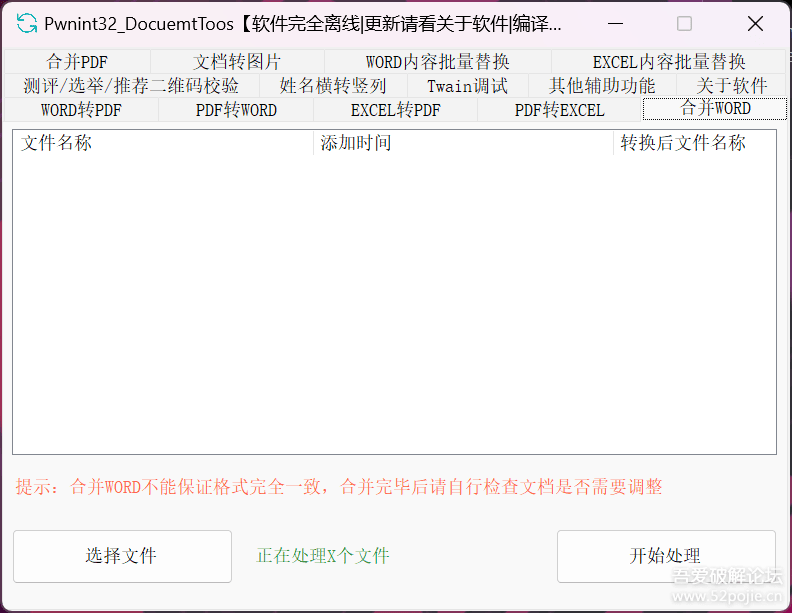 Pwnint32_DocuemtToos【软件完全离线|更新请看关于软件|编译...
合并PDF 文档转图片 WORD内容批量替换 EXCEL内容批量替换
测评/选举/推荐二维码校验 姓名横转竖列 Twain调试 其他辅助功能 关于软件
WORD转PDF PDF转WORD EXCEL转PDF PDF转EXCEL 合并WORD
文件名称 添加时间 转换后文件名称
提示：合并WORD不能保证格式完全一致，合并完毕后请自行检查文档是否需要调整
选择文件 正在处理X个文件 开始处理
吾爱破解论坛
www.52pojie.cn